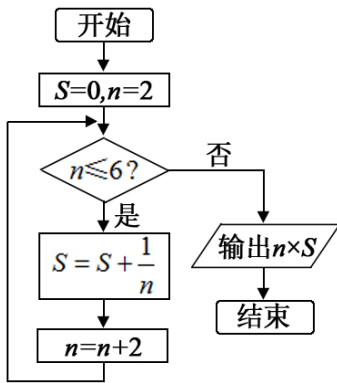 开始
S=0,n=2
n≤6?
否
是
S = S + 1/n
输出n×S
n=n+2
结束